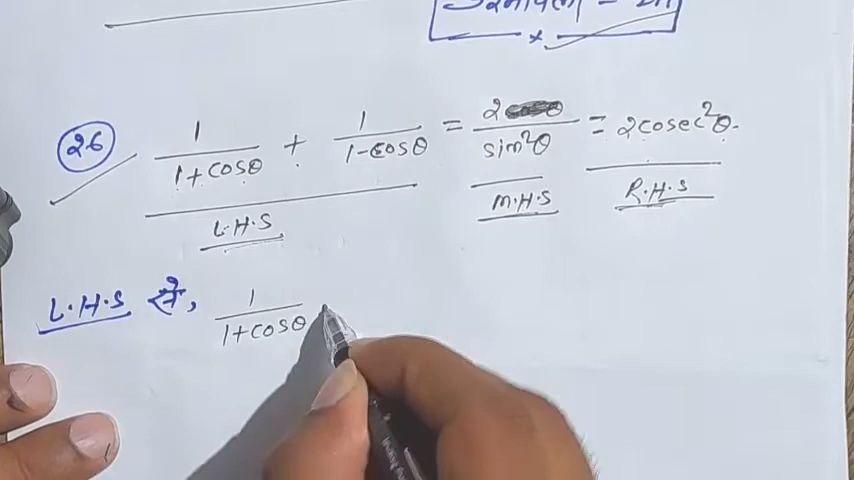 26 1/(1+cosθ) + 1/(1-cosθ) = 2/sin²θ = 2cosec²θ.
L.H.S M.H.S R.H.S
L.H.S से, 1/(1+cosθ)